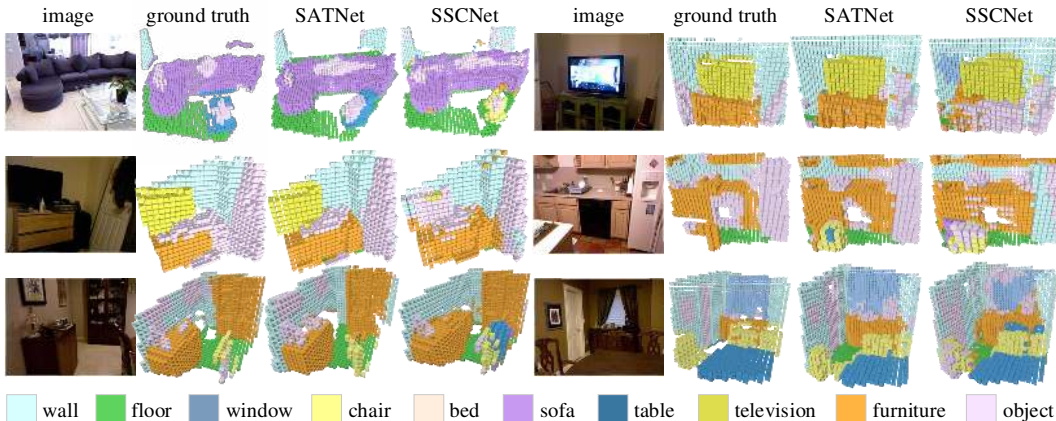 image ground truth SATNet SSCNet image ground truth SATNet SSCNet
wall floor window chair bed sofa table television furniture object